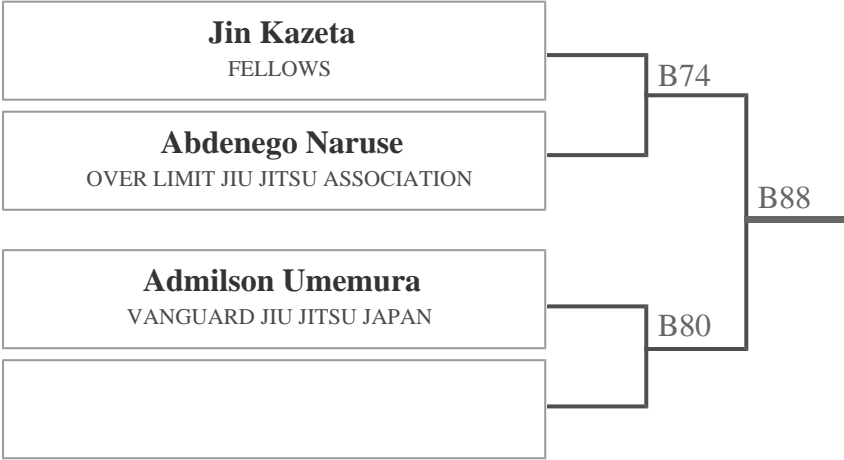 Jin Kazeta
FELLOWS
B74
Abdenego Naruse
OVER LIMIT JIU JITSU ASSOCIATION
B88
Admilson Umemura
VANGUARD JIU JITSU JAPAN
B80